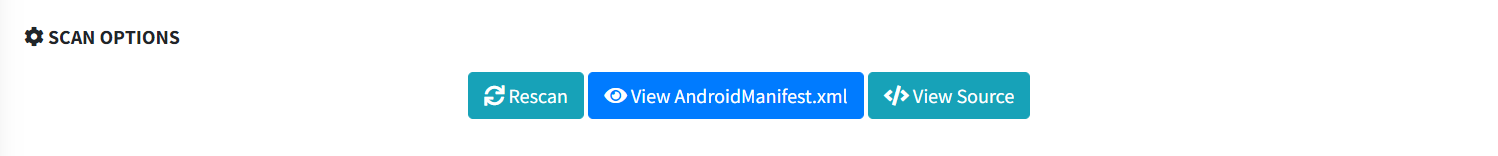 SCAN OPTIONS
Rescan View AndroidManifest.xml View Source